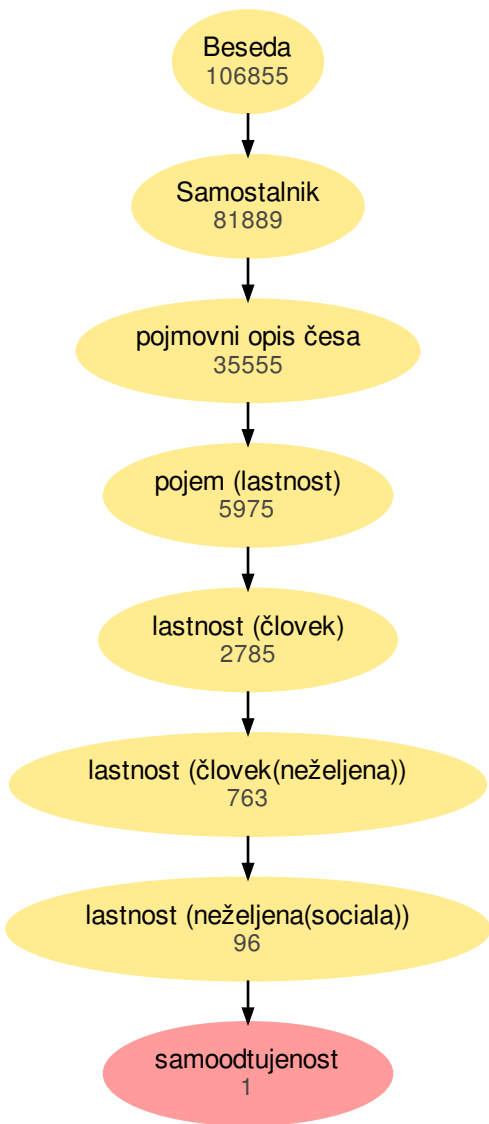 Beseda
106855
Samostalnik
81889
pojmovni opis česa
35555
pojem (lastnost)
5975
lastnost (človek)
2785
lastnost (človek(neželjena))
763
lastnost (neželjena(sociala))
96
samoodtujenost
1